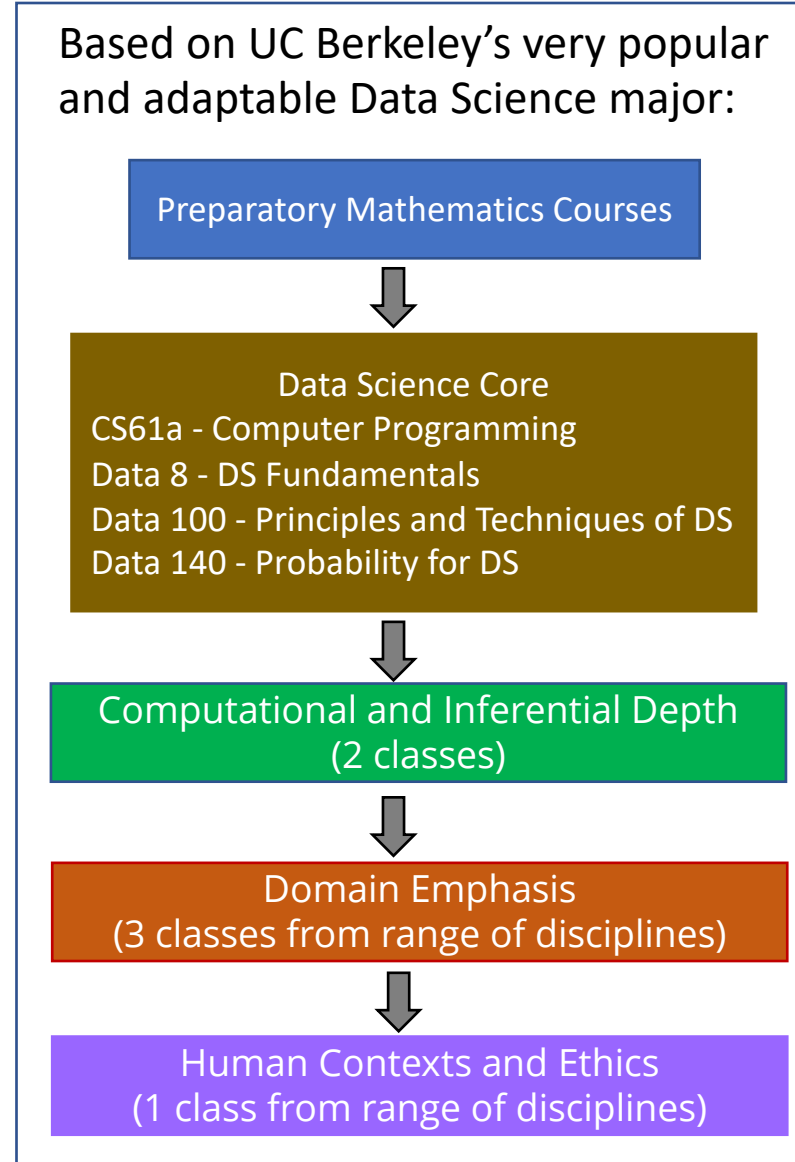 Based on UC Berkeley’s very popular
and adaptable Data Science major:
Preparatory Mathematics Courses
Data Science Core
CS61a - Computer Programming
Data 8 - DS Fundamentals
Data 100 - Principles and Techniques of DS
Data 140 - Probability for DS
Computational and Inferential Depth
(2 classes)
Domain Emphasis
(3 classes from range of disciplines)
Human Contexts and Ethics
(1 class from range of disciplines)